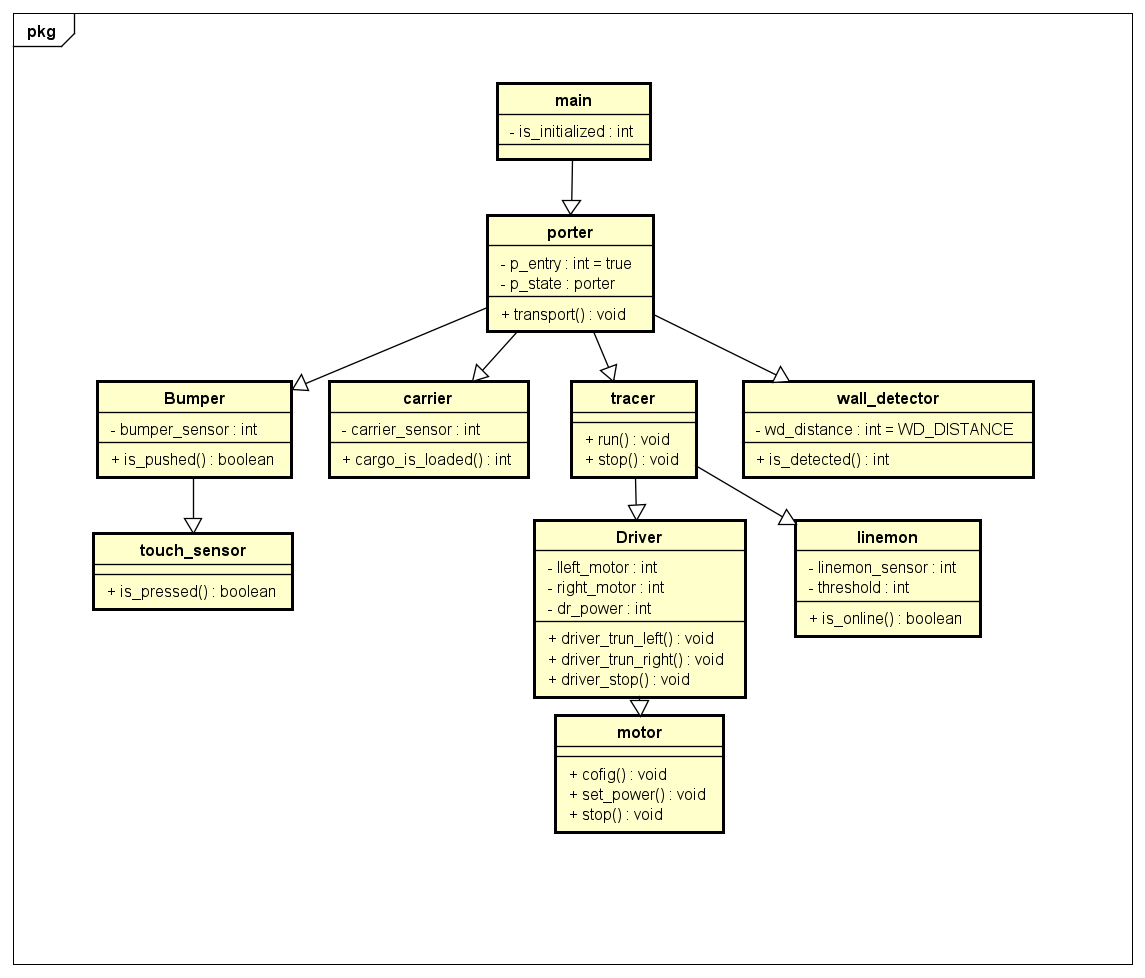 pkg
main
- is_initialized : int
porter
- p_entry : int = true
- p_state : porter
+ transport() : void
Bumper
- bumper_sensor : int
+ is_pushed() : boolean
carrier
- carrier_sensor : int
+ cargo_is_loaded() : int
tracer
+ run() : void
+ stop() : void
wall_detector
- wd_distance : int = WD_DISTANCE
+ is_detected() : int
touch_sensor
+ is_pressed() : boolean
Driver
- lleft_motor : int
- right_motor : int
- dr_power : int
+ driver_trun_left() : void
+ driver_trun_right() : void
+ driver_stop() : void
linemon
- linemon_sensor : int
- threshold : int
+ is_online() : boolean
motor
+ cofig() : void
+ set_power() : void
+ stop() : void